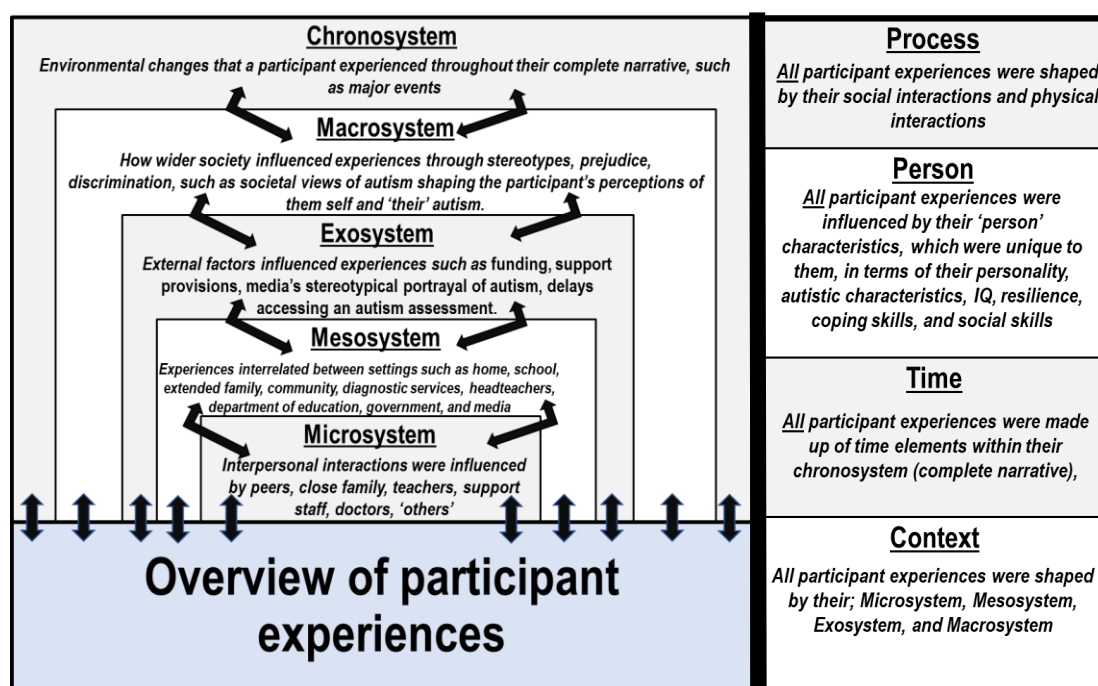 Chronosystem
Environmental changes that a participant experienced throughout their complete narrative, such
as major events
Macrosystem
How wider society influenced experiences through stereotypes, prejudice,
discrimination, such as societal views of autism shaping the participant's perceptions of
them self and 'their' autism.
Exosystem
External factors influenced experiences such as funding, support
provisions, media's stereotypical portrayal of autism, delays
accessing an autism assessment.
Mesosystem
Experiences interrelated between settings such as home, school,
extended family, community, diagnostic services, headteachers,
department of education, government, and media
Microsystem
Interpersonal interactions were influenced
by peers, close family, teachers, support
staff, doctors, 'others'
Overview of participant
experiences
Process
All participant experiences were shaped
by their social interactions and physical
interactions
Person
All participant experiences were
influenced by their 'person'
characteristics, which were unique to
them, in terms of their personality,
autistic characteristics, IQ, resilience,
coping skills, and social skills
Time
All participant experiences were made
up of time elements within their
chronosystem (complete narrative),
Context
All participant experiences were shaped
by their; Microsystem, Mesosystem,
Exosystem, and Macrosystem